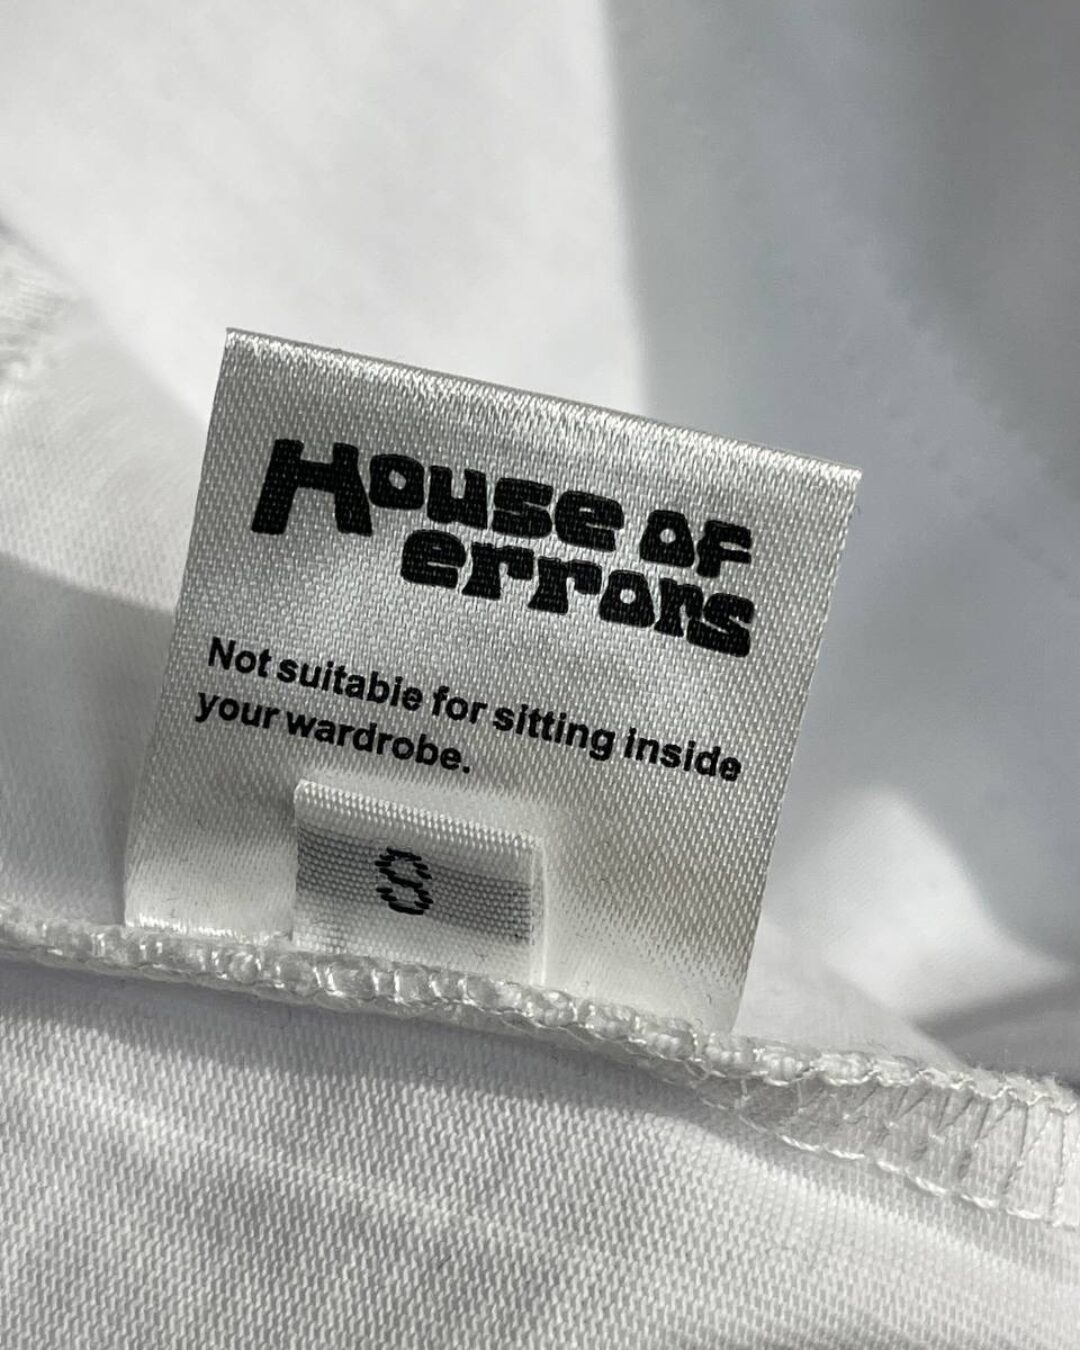 House of
errors
Not suitable for sitting inside
your wardrobe.
S